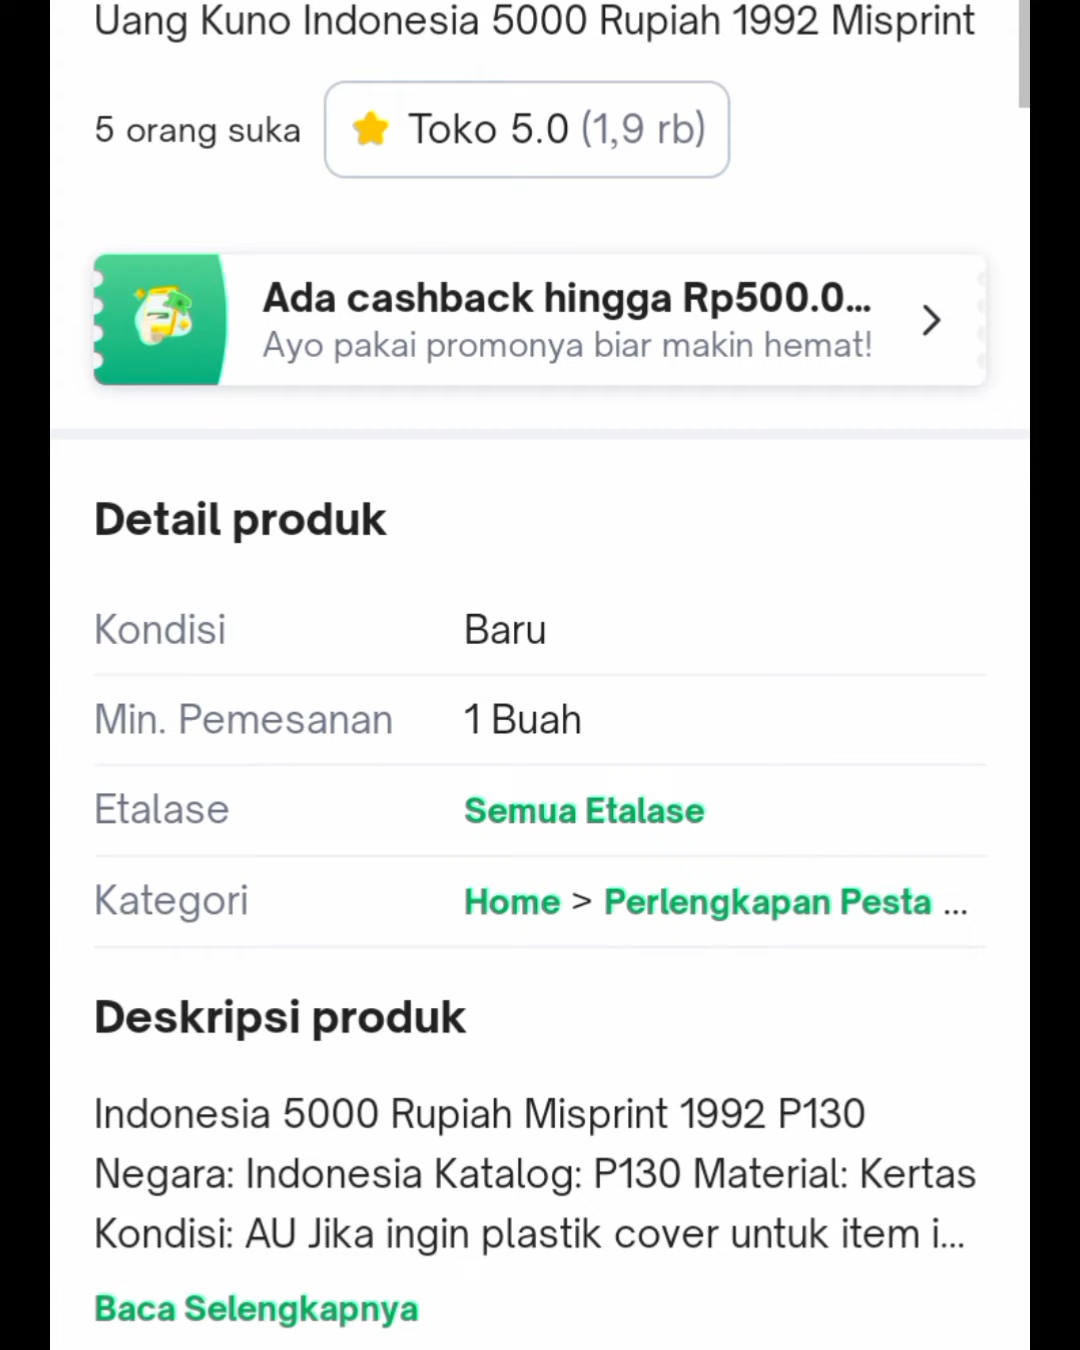 Uang Kuno Indonesia 5000 Rupiah 1992 Misprint
5 orang suka
Toko 5.0 (1,9 rb)
Ada cashback hingga Rp500.0...
Ayo pakai promonya biar makin hemat!
Detail produk
Kondisi Baru
Min. Pemesanan 1 Buah
Etalase Semua Etalase
Kategori Home > Perlengkapan Pesta ...
Deskripsi produk
Indonesia 5000 Rupiah Misprint 1992 P130
Negara: Indonesia Katalog: P130 Material: Kertas
Kondisi: AU Jika ingin plastik cover untuk item i...
Baca Selengkapnya